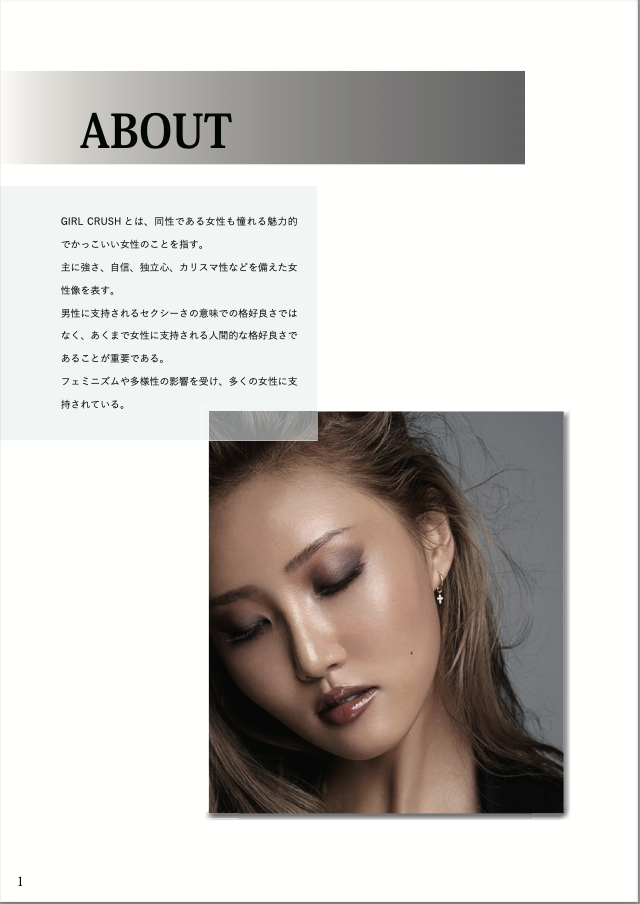 ABOUT
GIRL CRUSH とは、同性である女性も憧れる魅力的
でかっこいい女性のことを指す。
主に強さ、自信、独立心、カリスマ性などを備えた女
性像を表す。
男性に支持されるセクシーさの意味での格好良さでは
なく、あくまで女性に支持される人間的な格好良さで
あることが重要である。
フェミニズムや多様性の影響を受け、多くの女性に支
持されている。
1